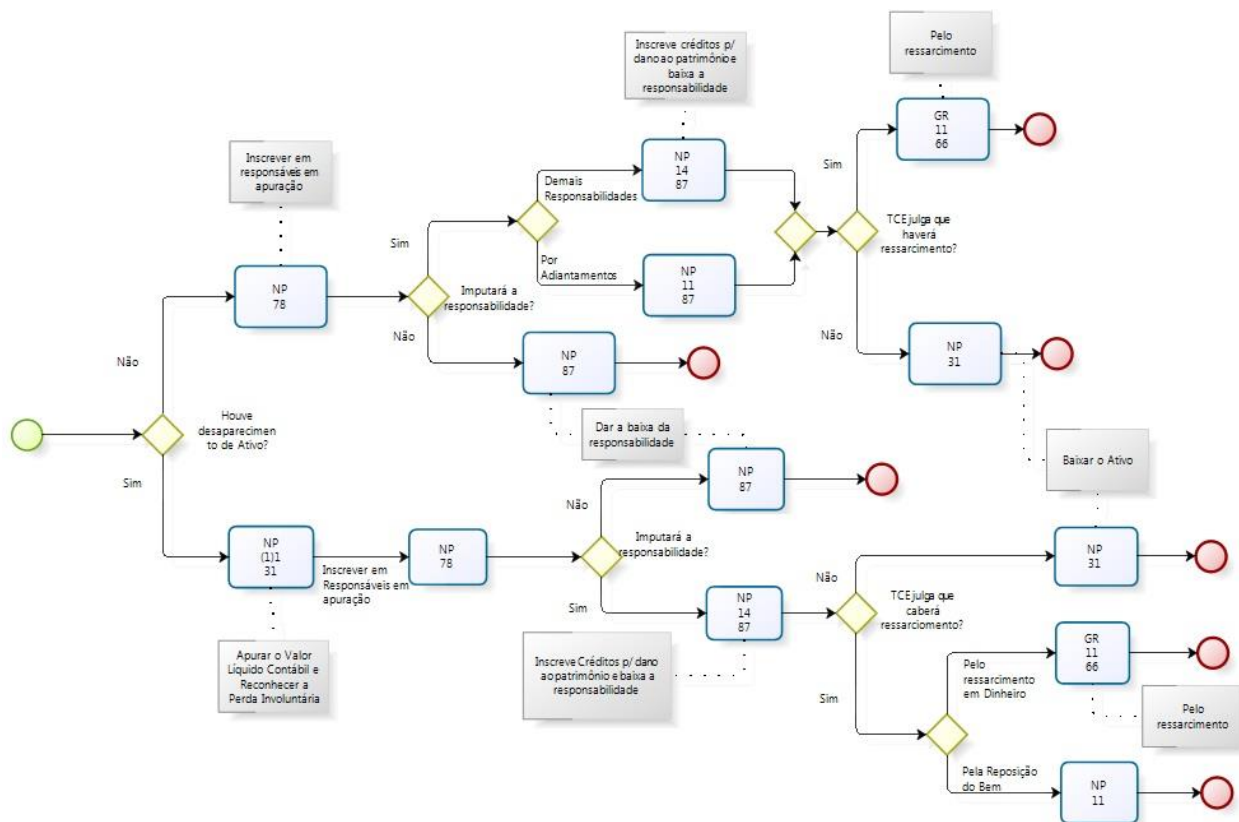 Inscreve créditos p/
dano ao patrimônio e
baixa a
responsabilidade
Pelo
ressarcimento
GR
11
66
Inscrever em
responsáveis em
apuração
NP
14
87
Sim
Demais
Responsabilidades
TCE julga que
haverá
ressarcimento?
Sim
Por
Adiantamentos
NP
11
87
NP
78
Imputará a
responsabilidade?
Não
Não
NP
31
Não
NP
87
Houve
desaparecimen
to de Ativo?
Dar a baixa da
responsabilidade
Baixar o Ativo
Sim
NP
87
Não
NP
(1)1
31
Inscrever em
Responsáveis em
apuração
NP
78
Imputará a
responsabilidade?
NP
31
Não
Sim
NP
14
87
TCE julga que
caberá
ressarciomento?
Apurar o Valor
Líquido Contábil e
Reconhecer a
Perda Involuntária
Inscreve Créditos p/ dano
ao patrimônio e baixa a
responsabilidade
Sim
Pelo
ressarcimento
em Dinheiro
GR
11
66
Pelo
ressarcimento
Pela Reposição
do Bem
NP
11